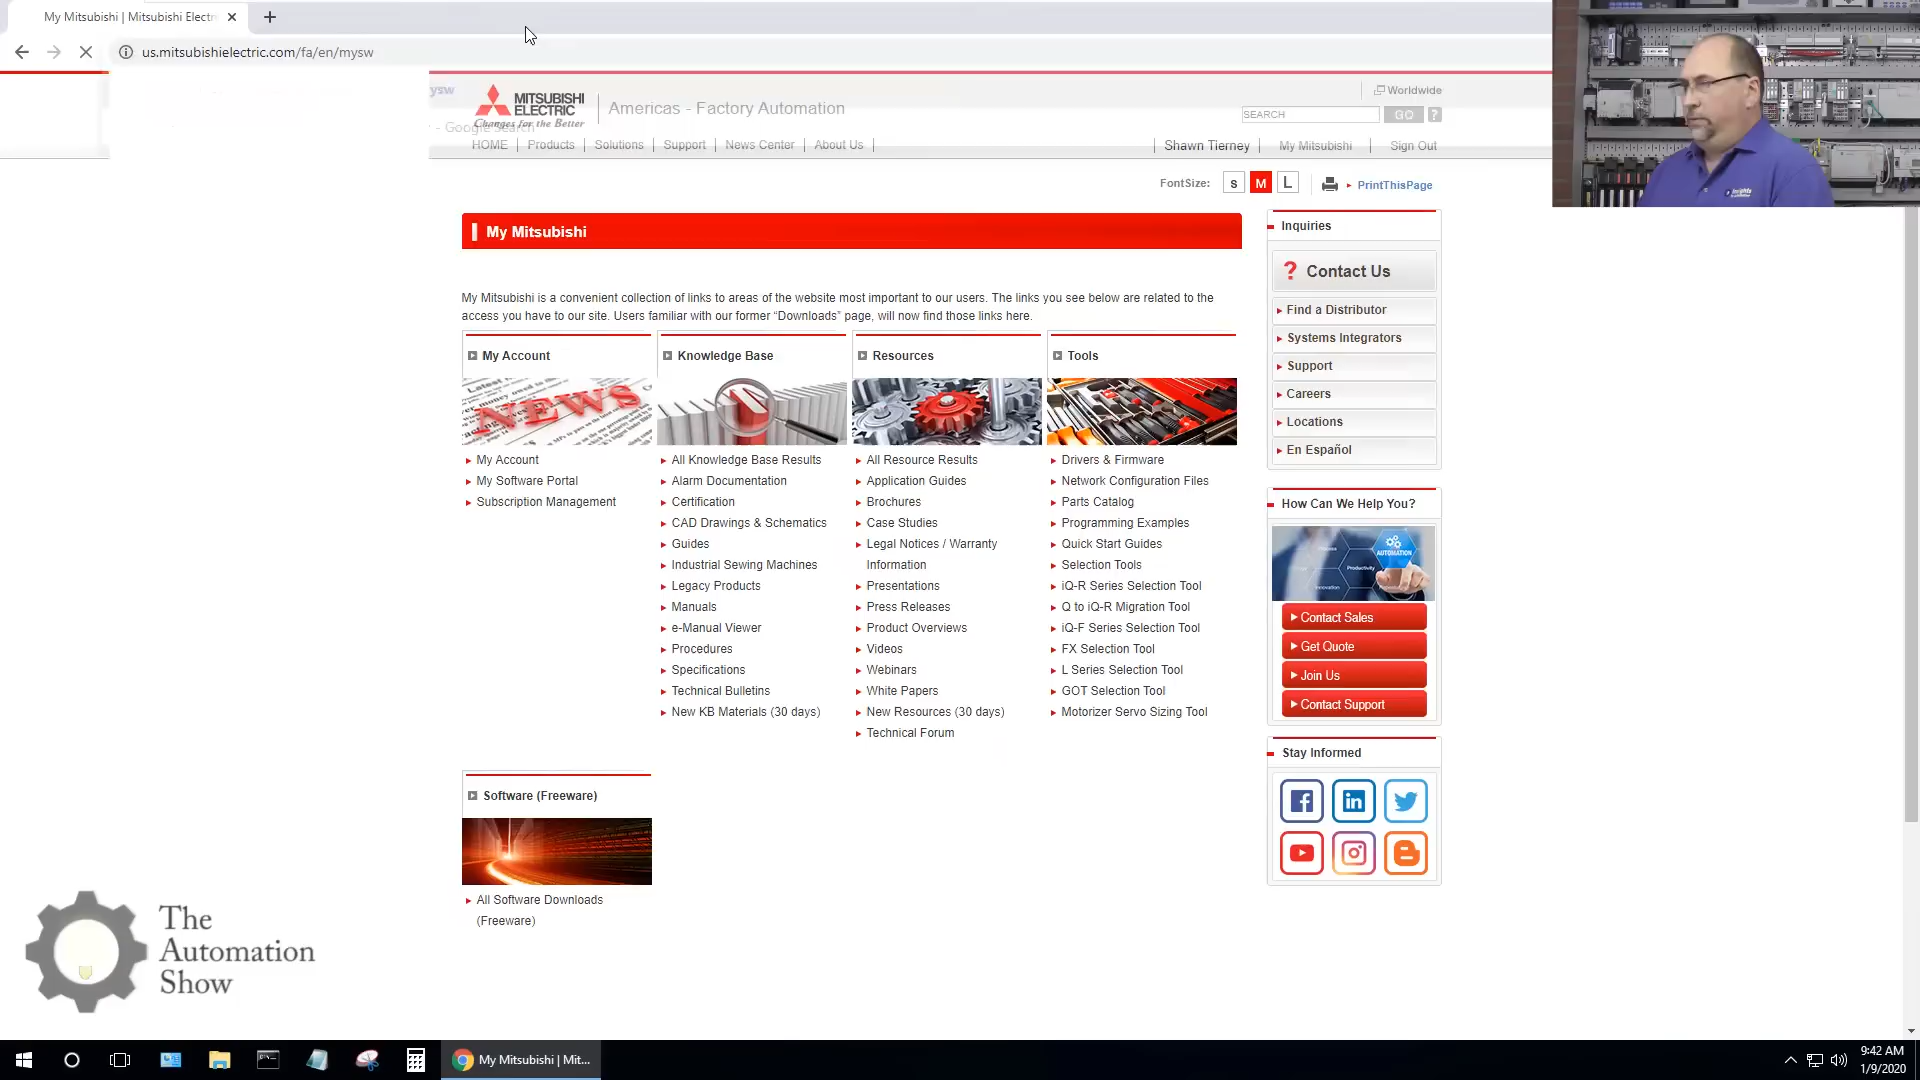 My Mitsubishi | Mitsubishi Electr
us.mitsubishielectric.com/fa/en/mysw
ysw
- Google Search
MITSUBISHI
ELECTRIC
Changes for the Better
Americas - Factory Automation
Worldwide
SEARCH
GO
?
HOME
Products
Solutions
Support
News Center
About Us
Shawn Tierney
My Mitsubishi
Sign Out
FontSize:
s
M
L
PrintThisPage
My Mitsubishi
My Mitsubishi is a convenient collection of links to areas of the website most important to our users. The links you see below are related to the
access you have to our site. Users familiar with our former “Downloads” page, will now find those links here.
My Account
NEWS
My Account
My Software Portal
Subscription Management
Knowledge Base
All Knowledge Base Results
Alarm Documentation
Certification
CAD Drawings & Schematics
Guides
Industrial Sewing Machines
Legacy Products
Manuals
e-Manual Viewer
Procedures
Specifications
Technical Bulletins
New KB Materials (30 days)
Resources
All Resource Results
Application Guides
Brochures
Case Studies
Legal Notices / Warranty
Information
Presentations
Press Releases
Product Overviews
Videos
Webinars
White Papers
New Resources (30 days)
Technical Forum
Tools
Drivers & Firmware
Network Configuration Files
Parts Catalog
Programming Examples
Quick Start Guides
Selection Tools
iQ-R Series Selection Tool
Q to iQ-R Migration Tool
iQ-F Series Selection Tool
FX Selection Tool
L Series Selection Tool
GOT Selection Tool
Motorizer Servo Sizing Tool
Software (Freeware)
All Software Downloads
(Freeware)
Inquiries
? Contact Us
Find a Distributor
Systems Integrators
Support
Careers
Locations
En Español
How Can We Help You?
AUTOMATION
Productivity
Innovation
Contact Sales
Get Quote
Join Us
Contact Support
Stay Informed
The
Automation
Show
My Mitsubishi | Mit...
9:42 AM
1/9/2020